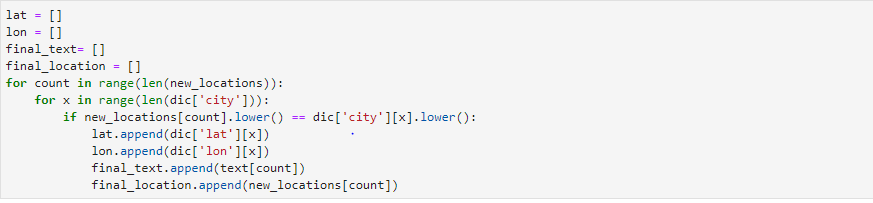 lat = []
lon = []
final_text= []
final_location = []
for count in range(len(new_locations)):
    for x in range(len(dic['city'])):
        if new_locations[count].lower() == dic['city'][x].lower():
            lat.append(dic['lat'][x])
            lon.append(dic['lon'][x])
            final_text.append(text[count])
            final_location.append(new_locations[count])